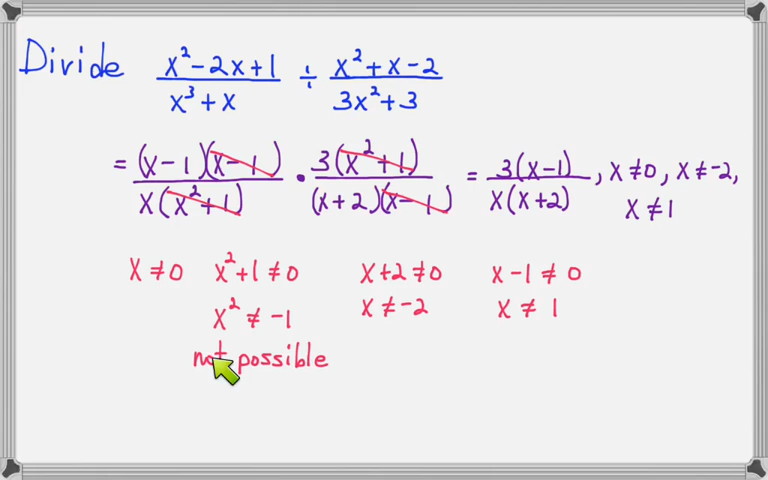 Divide (x² - 2x + 1)/(x³ + x) ÷ (x² + x - 2)/(3x² + 3)
= (x - 1)(x - 1)/x(x² + 1) • 3(x² + 1)/(x + 2)(x - 1) = 3(x - 1)/x(x + 2), x ≠ 0, x ≠ -2,
x ≠ 1
x ≠ 0 x² + 1 ≠ 0 x + 2 ≠ 0 x - 1 ≠ 0
x² ≠ -1 x ≠ -2 x ≠ 1
not possible